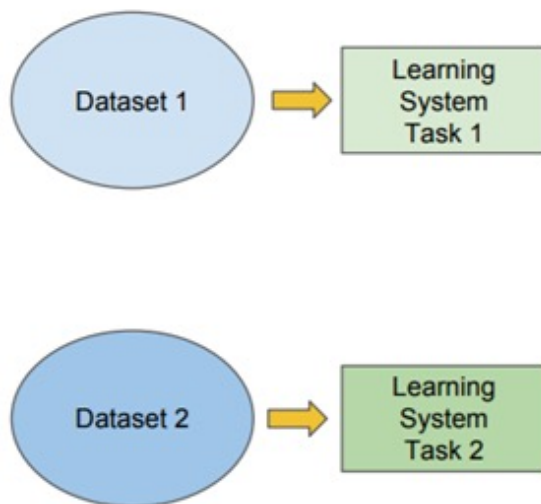 Dataset 1
Learning
System
Task 1
Dataset 2
Learning
System
Task 2